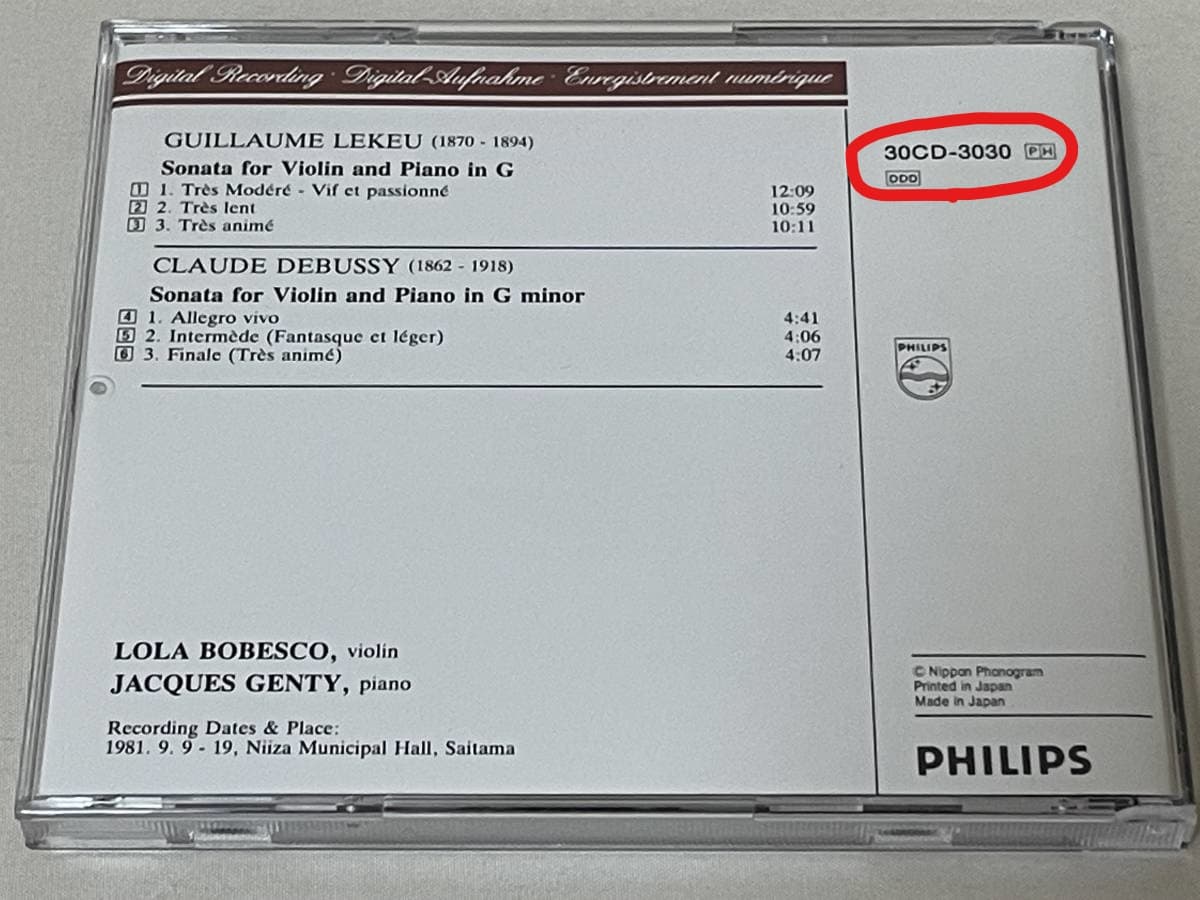 Digital Recording · Digital-Aufnahme · Enregistrement numérique
GUILLAUME LEKEU (1870 - 1894)
Sonata for Violin and Piano in G
1 1. Très Modéré - Vif et passionné 12:09
2 2. Très lent 10:59
3 3. Très animé 10:11
CLAUDE DEBUSSY (1862 - 1918)
Sonata for Violin and Piano in G minor
4 1. Allegro vivo 4:41
5 2. Intermède (Fantasque et léger) 4:06
6 3. Finale (Très animé) 4:07
LOLA BOBESCO, violin
JACQUES GENTY, piano
Recording Dates & Place:
1981. 9. 9 - 19, Niiza Municipal Hall, Saitama
30CD-3030 PH
DDD
PHILIPS
© Nippon Phonogram
Printed in Japan
Made in Japan
PHILIPS